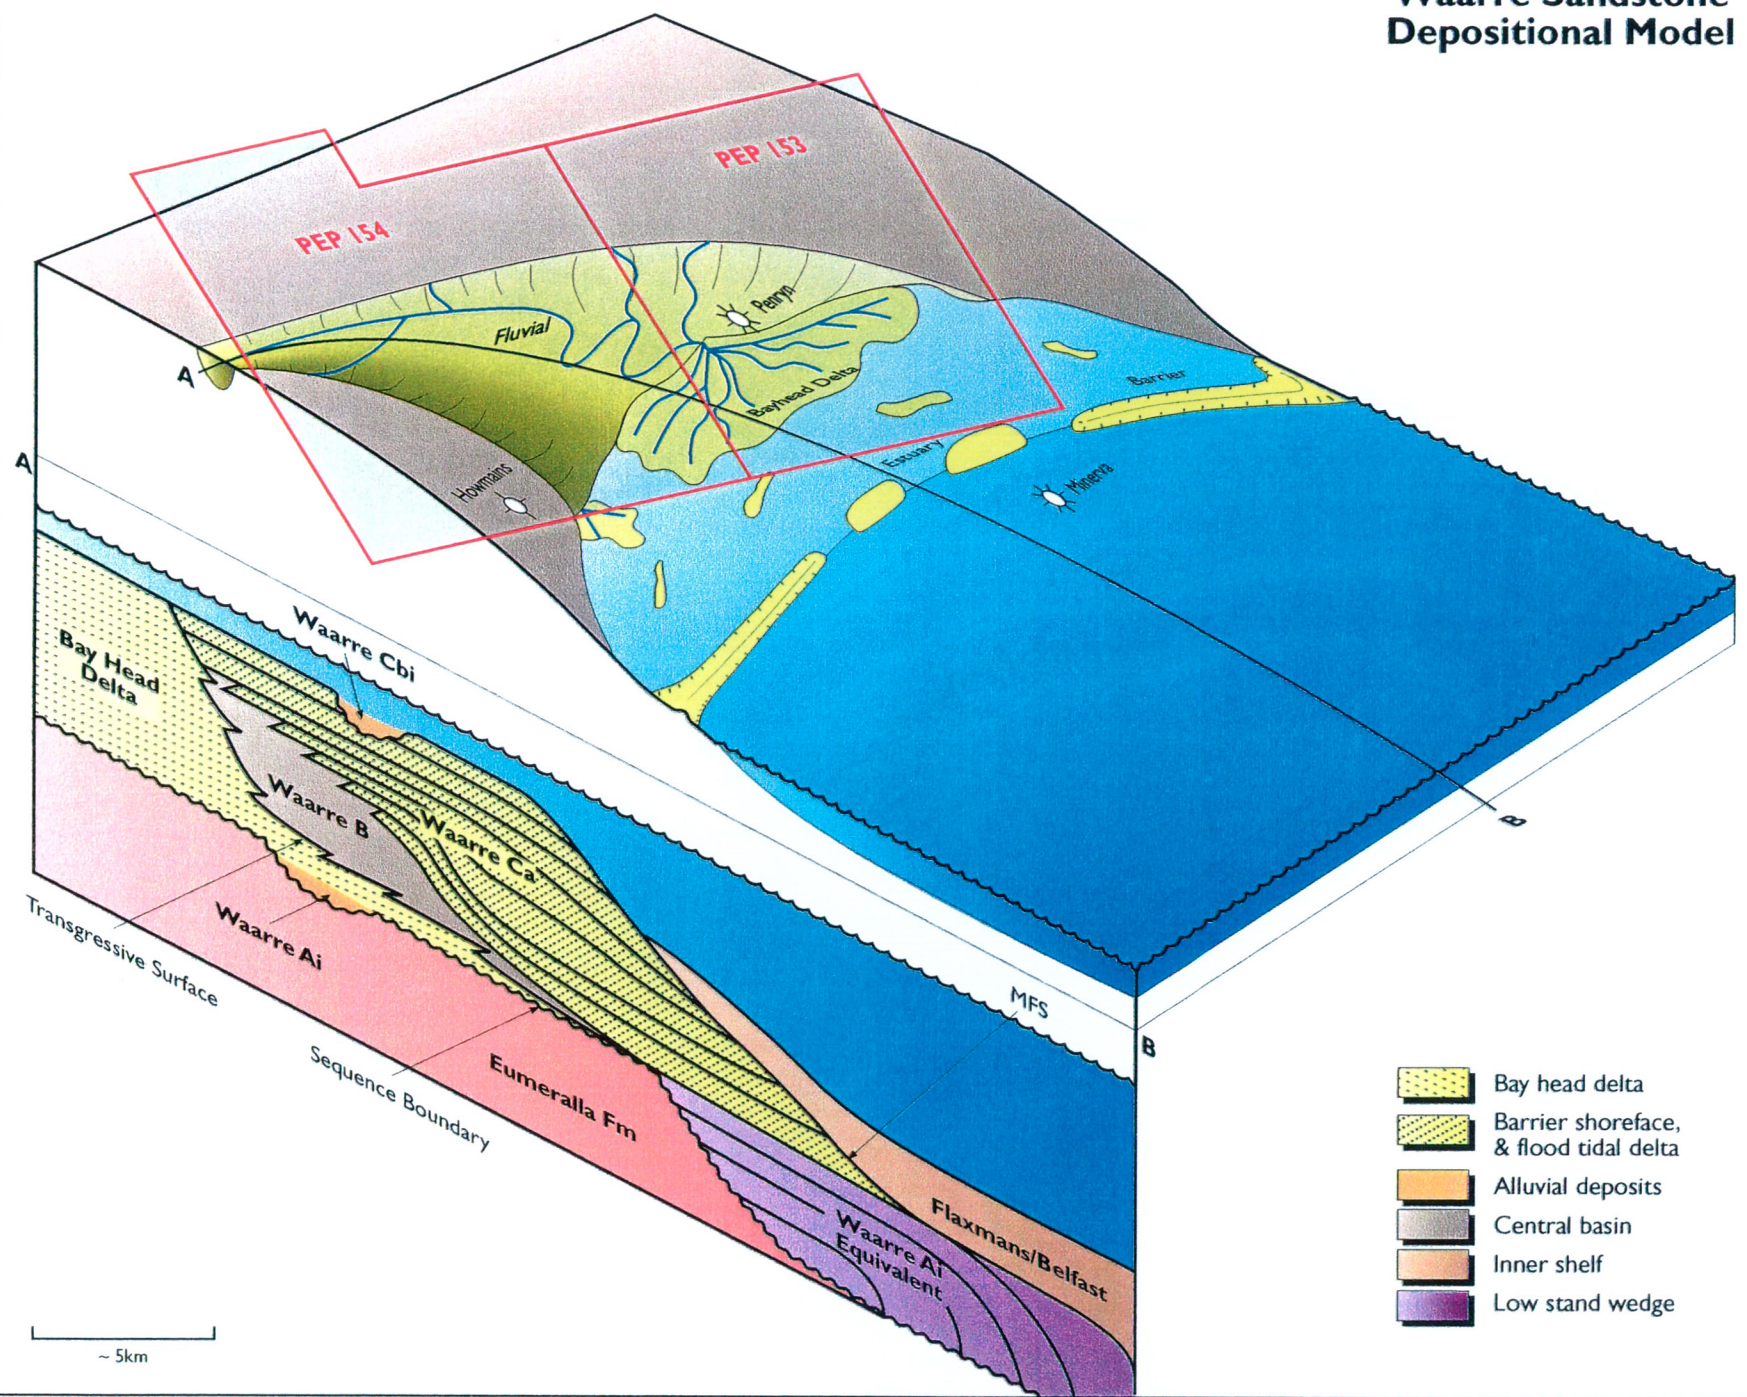 Waarre Sandstone
Depositional Model
PEP 153
PEP 154
Penryn
Fluvial
A
Bayhead Delta
Barrier
Estuary
Howmains
Minerva
A
Waarre Cbi
Bay Head
Delta
Waarre B
Waarre Ca
Transgressive Surface
Waarre Ai
Sequence Boundary
Eumeralla Fm
MFS
B
B
Waarre Ai
Equivalent
Flaxmans/Belfast
Bay head delta
Barrier shoreface,
& flood tidal delta
Alluvial deposits
Central basin
Inner shelf
Low stand wedge
~ 5km